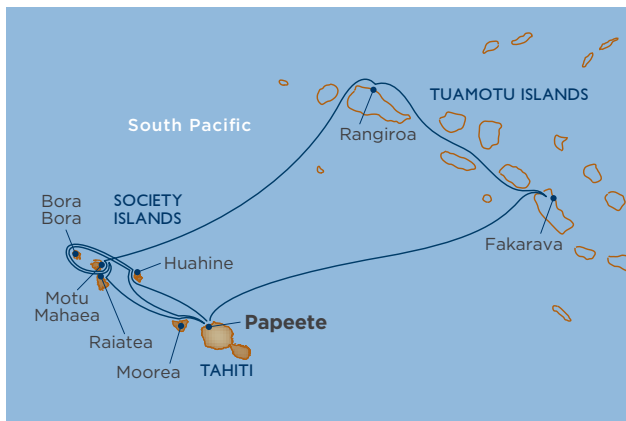 TUAMOTU ISLANDS
South Pacific
Rangiroa
Bora
Bora
SOCIETY
ISLANDS
Fakarava
Huahine
Motu
Mahaea
Papeete
Raiatea
Moorea
TAHITI